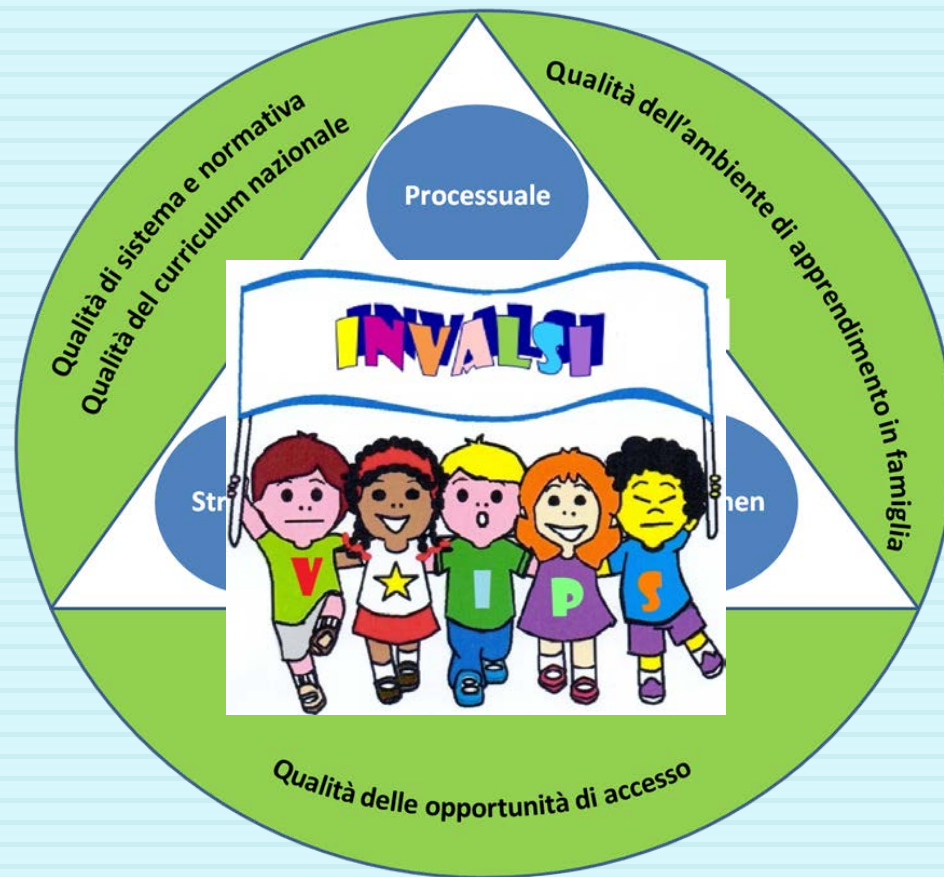 Qualità di sistema e normativa
Qualità del curriculum nazionale
Qualità dell'ambiente di apprendimento in famiglia
Processuale
INVALSI
V I P S
Qualità delle opportunità di accesso